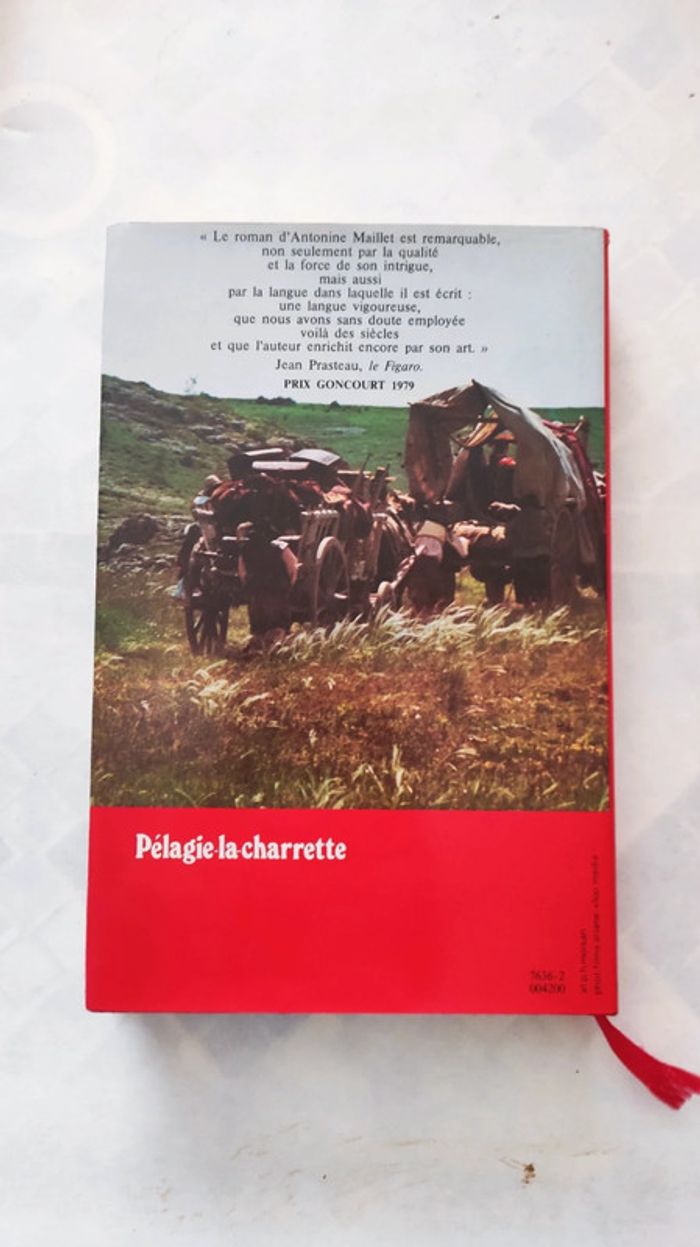 « Le roman d'Antonine Maillet est remarquable,
non seulement par la qualité
et la force de son intrigue,
mais aussi
par la langue dans laquelle il est écrit :
une langue vigoureuse,
que nous avons sans doute employée
voilà des siècles
et que l'auteur enrichit encore par son art. »
Jean Prasteau, le Figaro.
PRIX GONCOURT 1979
Pélagie-la-charrette
7636-2
004200